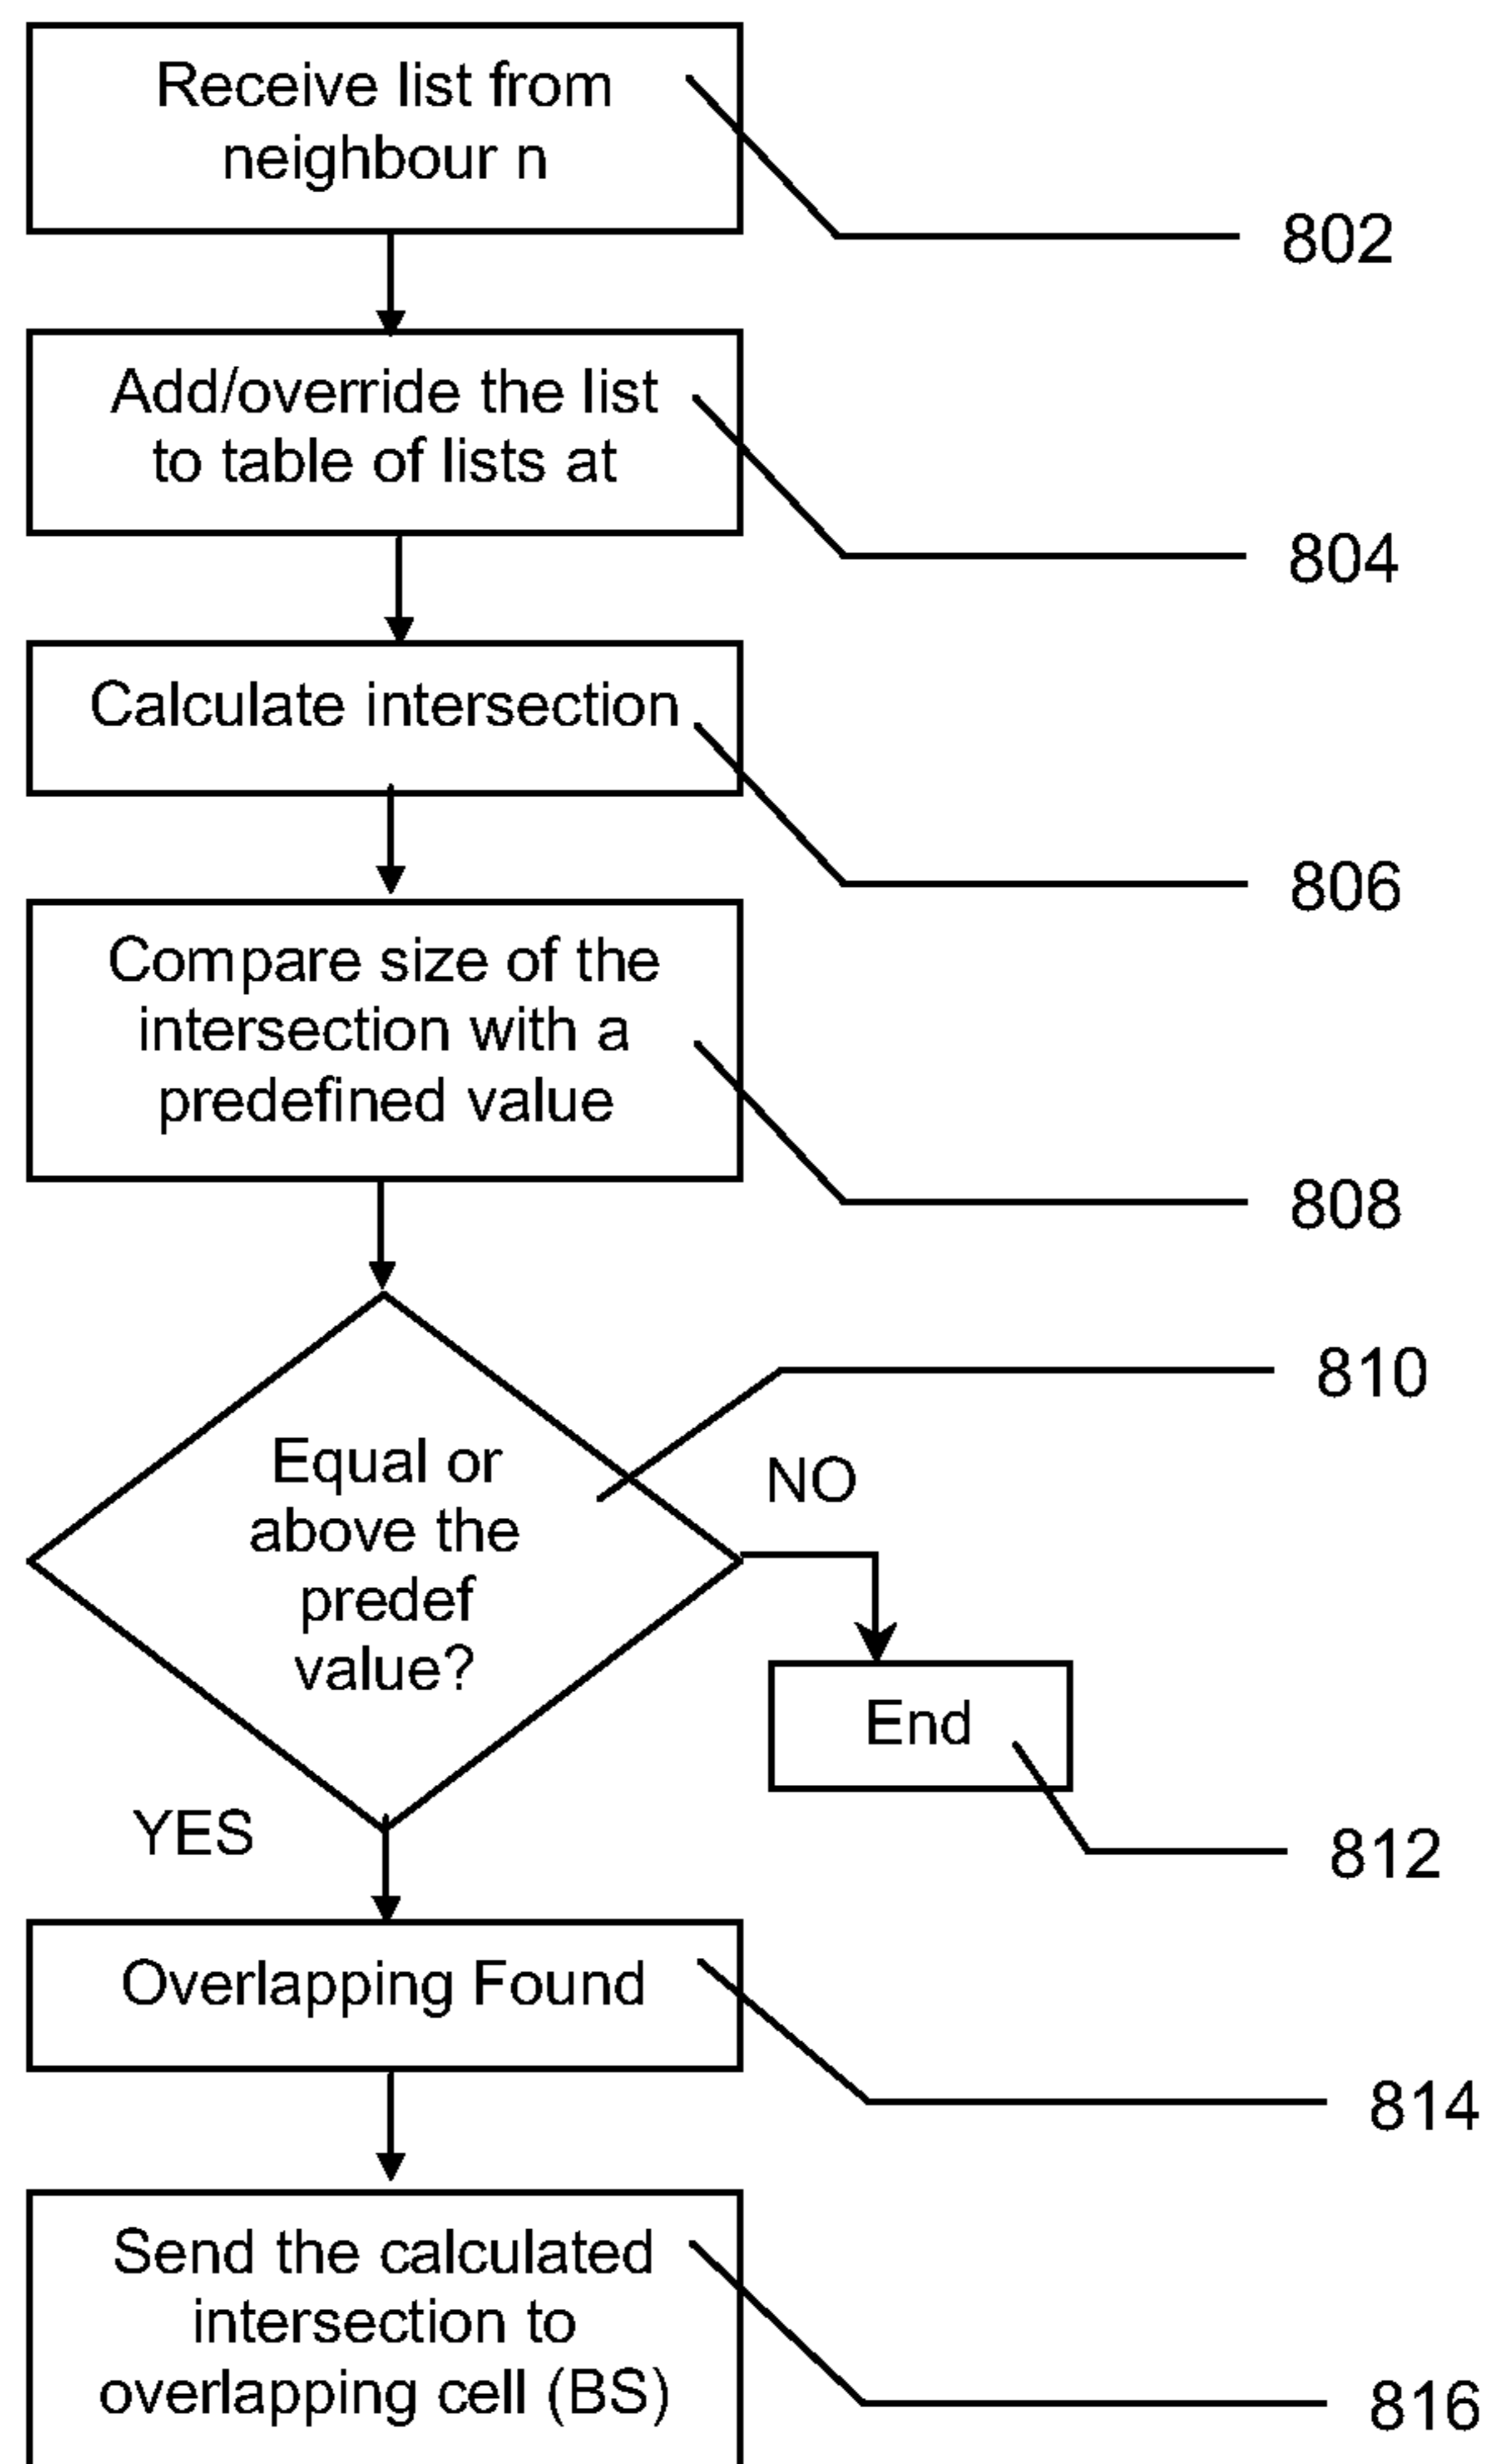 Receive list from
neighbour n
802
Add/override the list
to table of lists at
804
Calculate intersection
806
Compare size of the
intersection with a
predefined value
808
810
Equal or
above the
predef
value?
NO
End
812
YES
Overlapping Found
814
Send the calculated
intersection to
overlapping cell (BS)
816